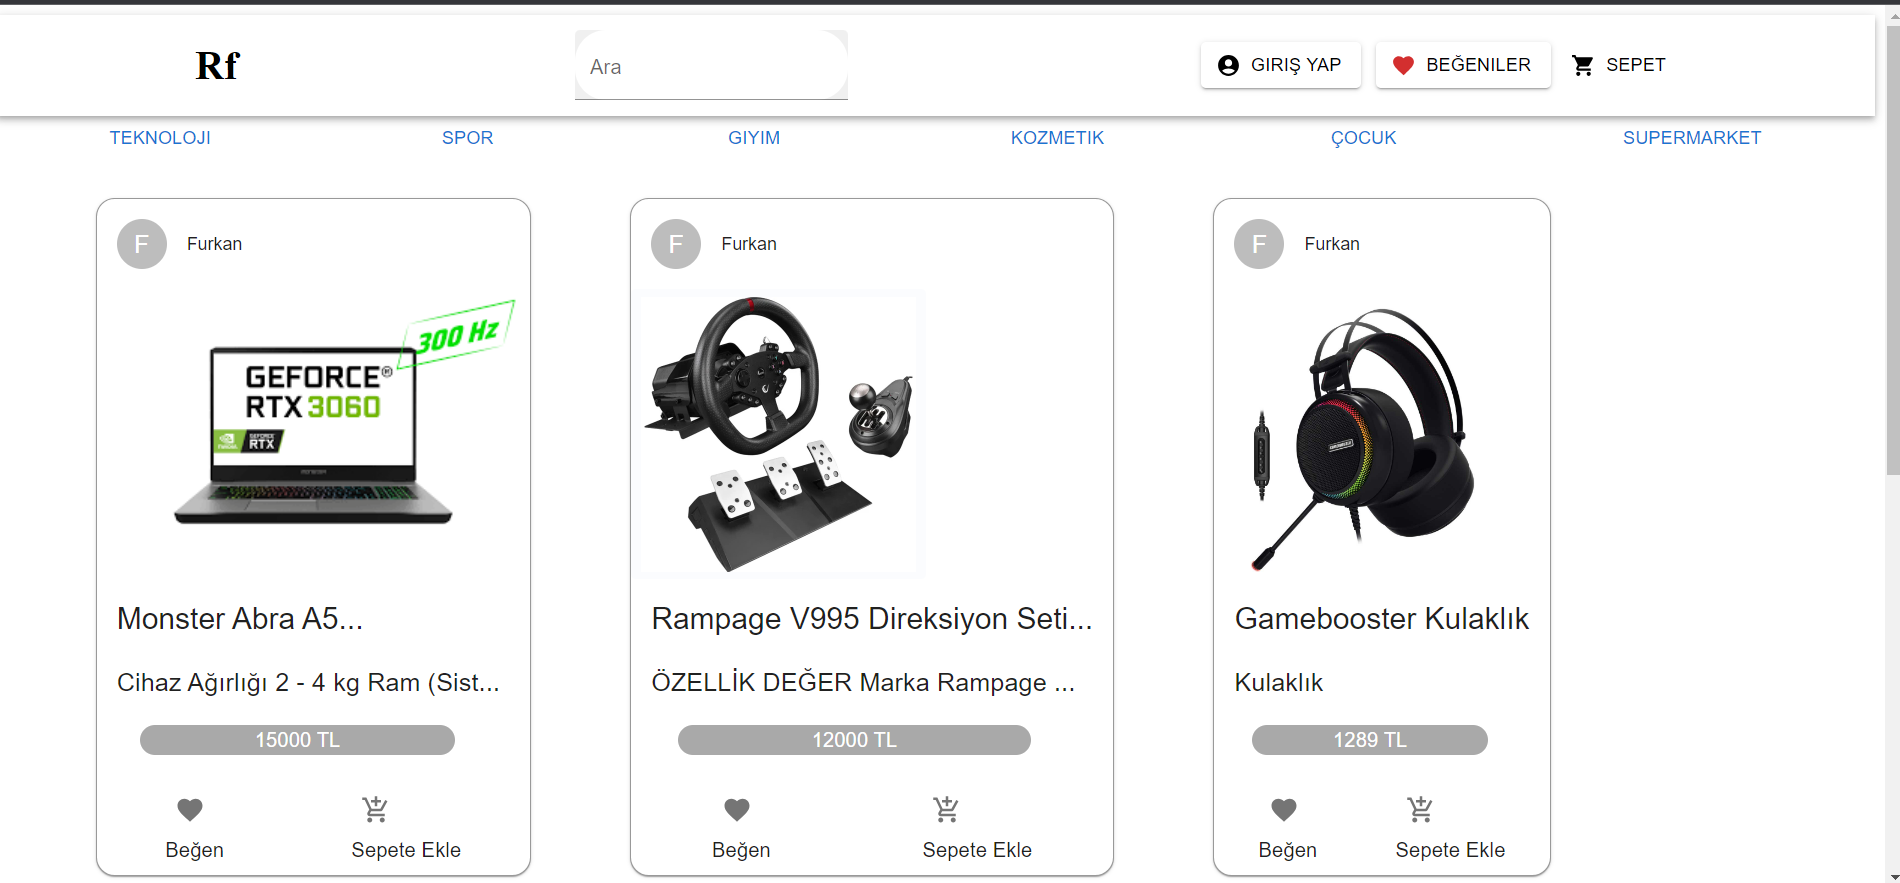 Rf
Ara
GIRIŞ YAP
BEĞENILER
SEPET
TEKNOLOJI
SPOR
GIYIM
KOZMETIK
ÇOCUK
SUPERMARKET
F
Furkan
300 Hz
GEFORCE
RTX 3060
GEFORCE
RTX
Monster Abra A5...
Cihaz Ağırlığı 2 - 4 kg Ram (Sist...
15000 TL
Beğen
Sepete Ekle
F
Furkan
Rampage V995 Direksiyon Seti...
ÖZELLİK DEĞER Marka Rampage ...
12000 TL
Beğen
Sepete Ekle
F
Furkan
Gamebooster Kulaklık
Kulaklık
1289 TL
Beğen
Sepete Ekle